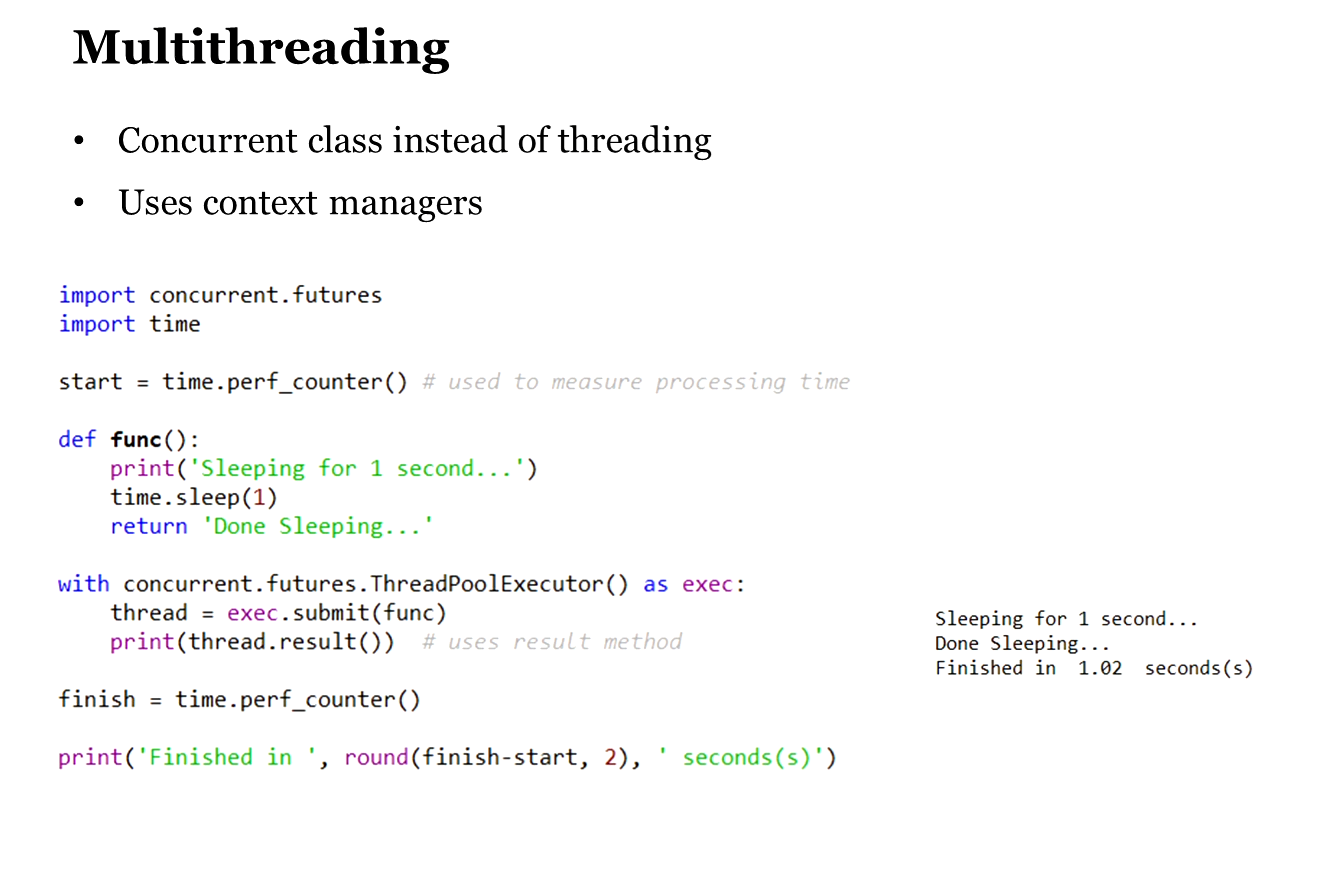 Multithreading
• Concurrent class instead of threading
• Uses context managers
import concurrent.futures
import time
start = time.perf_counter() # used to measure processing time
def func():
    print('Sleeping for 1 second...')
    time.sleep(1)
    return 'Done Sleeping...'
with concurrent.futures.ThreadPoolExecutor() as exec:
    thread = exec.submit(func)
    print(thread.result())  # uses result method
finish = time.perf_counter()
print('Finished in ', round(finish-start, 2), ' seconds(s)')
Sleeping for 1 second...
Done Sleeping...
Finished in  1.02  seconds(s)